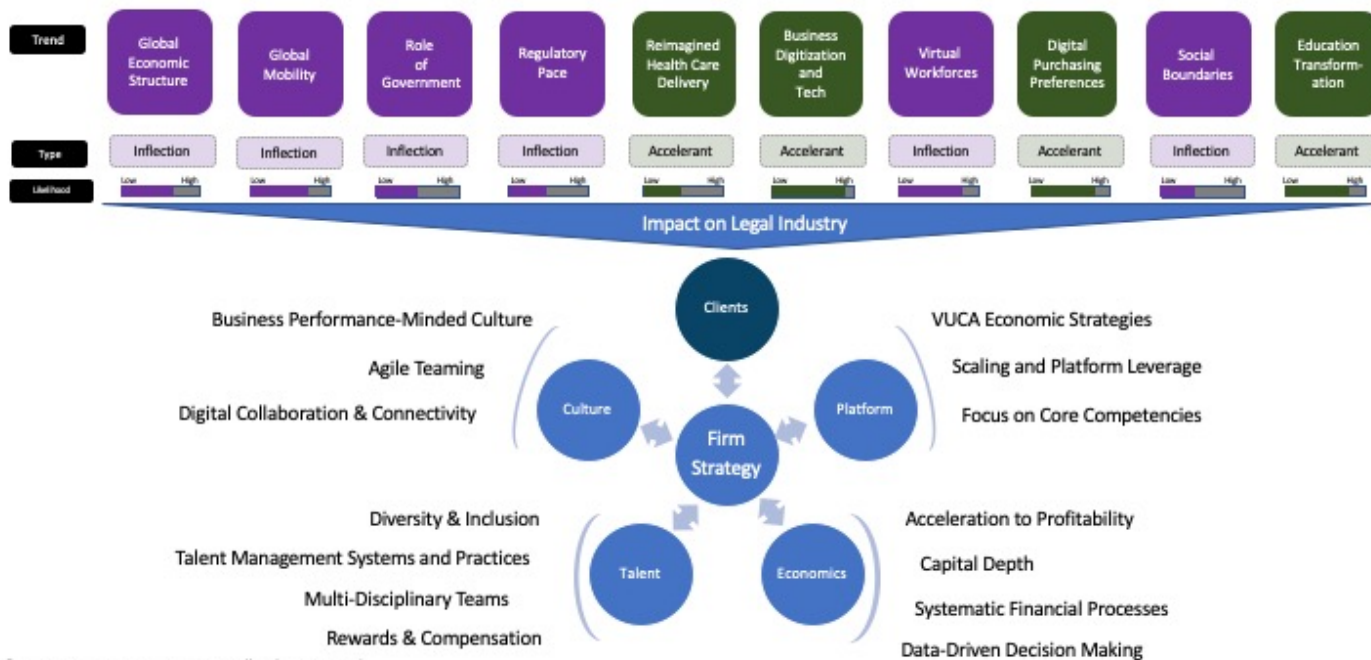 Trend
Global
Economic
Structure
Global
Mobility
Role
of
Government
Regulatory
Pace
Reimagined
Health Care
Delivery
Business
Digitization
and
Tech
Virtual
Workforces
Digital
Purchasing
Preferences
Social
Boundaries
Education
Transform-
ation
Type
Inflection
Inflection
Inflection
Inflection
Accelerant
Accelerant
Inflection
Accelerant
Inflection
Accelerant
Likelihood
Low High
Low High
Low High
Low High
Low High
Low High
Low High
Low High
Low High
Low High
Impact on Legal Industry
Clients
Business Performance-Minded Culture
Agile Teaming
Digital Collaboration & Connectivity
Culture
Firm
Strategy
Platform
VUCA Economic Strategies
Scaling and Platform Leverage
Focus on Core Competencies
Diversity & Inclusion
Talent Management Systems and Practices
Multi-Disciplinary Teams
Rewards & Compensation
Talent
Economics
Acceleration to Profitability
Capital Depth
Systematic Financial Processes
Data-Driven Decision Making